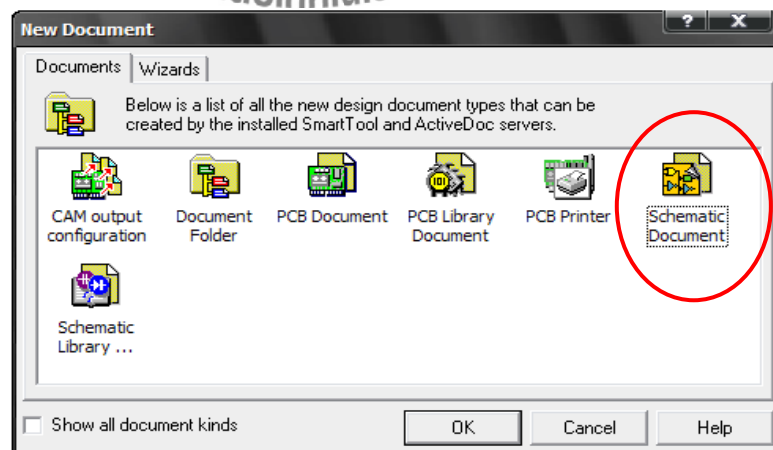 New Document
? X
Documents Wizards
Below is a list of all the new design document types that can be
created by the installed SmartTool and ActiveDoc servers.
CAM output
configuration
Document
Folder
PCB Document
PCB Library
Document
PCB Printer
Schematic
Document
Schematic
Library ...
Show all document kinds
OK Cancel Help